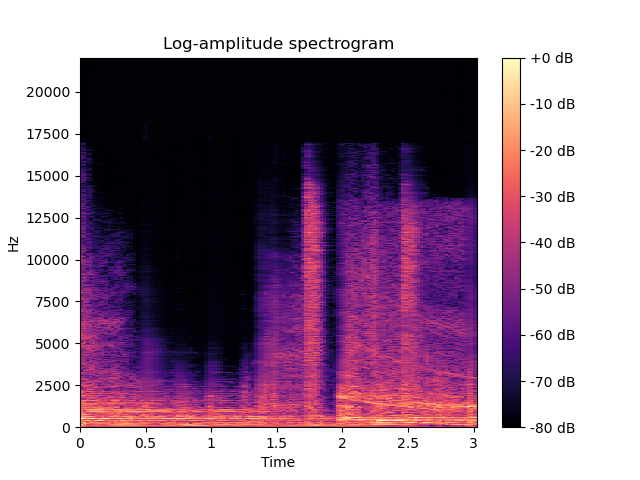 Log-amplitude spectrogram
Hz
20000
17500
15000
12500
10000
7500
5000
2500
0
0 0.5 1 1.5 2 2.5 3
Time
+0 dB
-10 dB
-20 dB
-30 dB
-40 dB
-50 dB
-60 dB
-70 dB
-80 dB